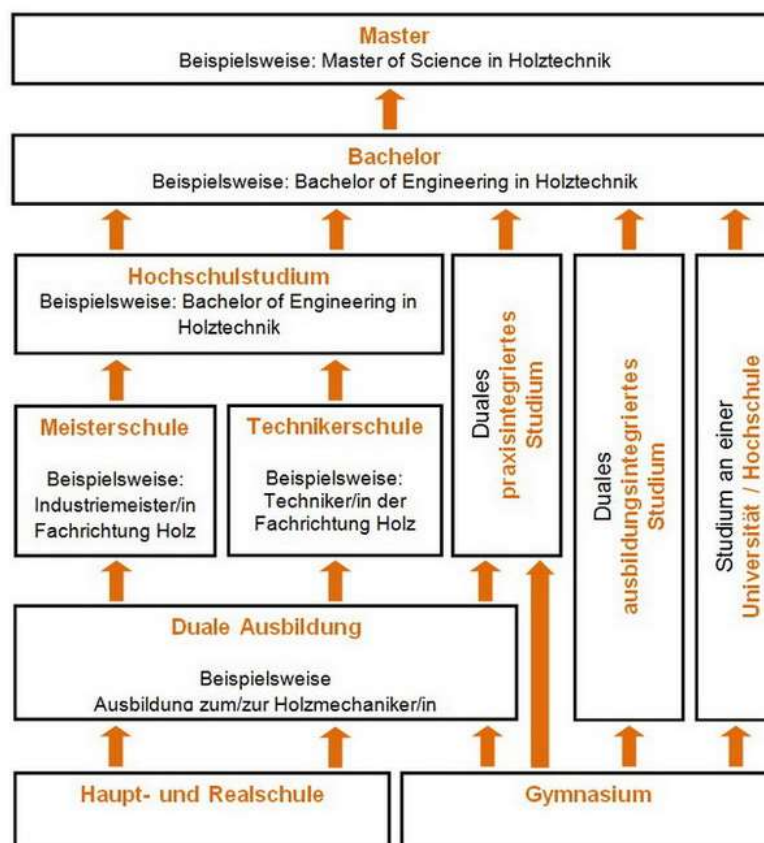 Master
Beispielsweise: Master of Science in Holztechnik
Bachelor
Beispielsweise: Bachelor of Engineering in Holztechnik
Hochschulstudium
Beispielsweise: Bachelor of Engineering in
Holztechnik
Meisterschule
Beispielsweise:
Industriemeister/in
Fachrichtung Holz
Technikerschule
Beispielsweise:
Techniker/in der
Fachrichtung Holz
Duales
praxisintegriertes
Studium
Duales
ausbildungsintegriertes
Studium
Studium an einer
Universität / Hochschule
Duale Ausbildung
Beispielsweise
Ausbildung zum/zur Holzmechaniker/in
Haupt- und Realschule
Gymnasium